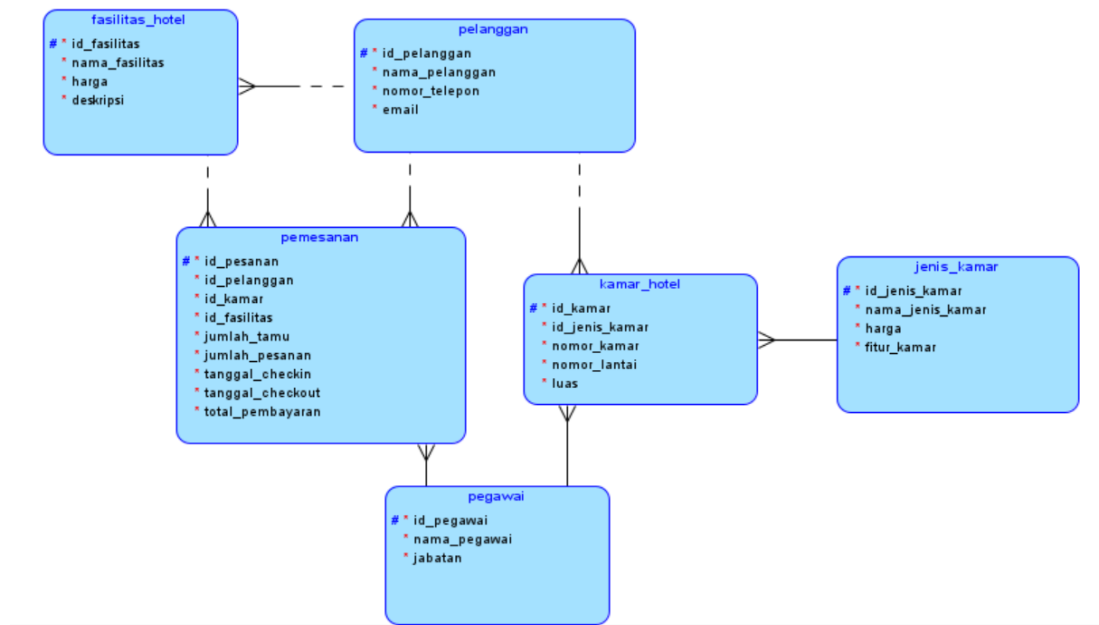 fasilitas_hotel
# * id_fasilitas
* nama_fasilitas
* harga
* deskripsi
pelanggan
# * id_pelanggan
* nama_pelanggan
* nomor_telepon
* email
pemesanan
# * id_pesanan
* id_pelanggan
* id_kamar
* id_fasilitas
* jumlah_tamu
* jumlah_pesanan
* tanggal_checkin
* tanggal_checkout
* total_pembayaran
kamar_hotel
# * id_kamar
* id_jenis_kamar
* nomor_kamar
* nomor_lantai
* luas
jenis_kamar
# * id_jenis_kamar
* nama_jenis_kamar
* harga
* fitur_kamar
pegawai
# * id_pegawai
* nama_pegawai
* jabatan